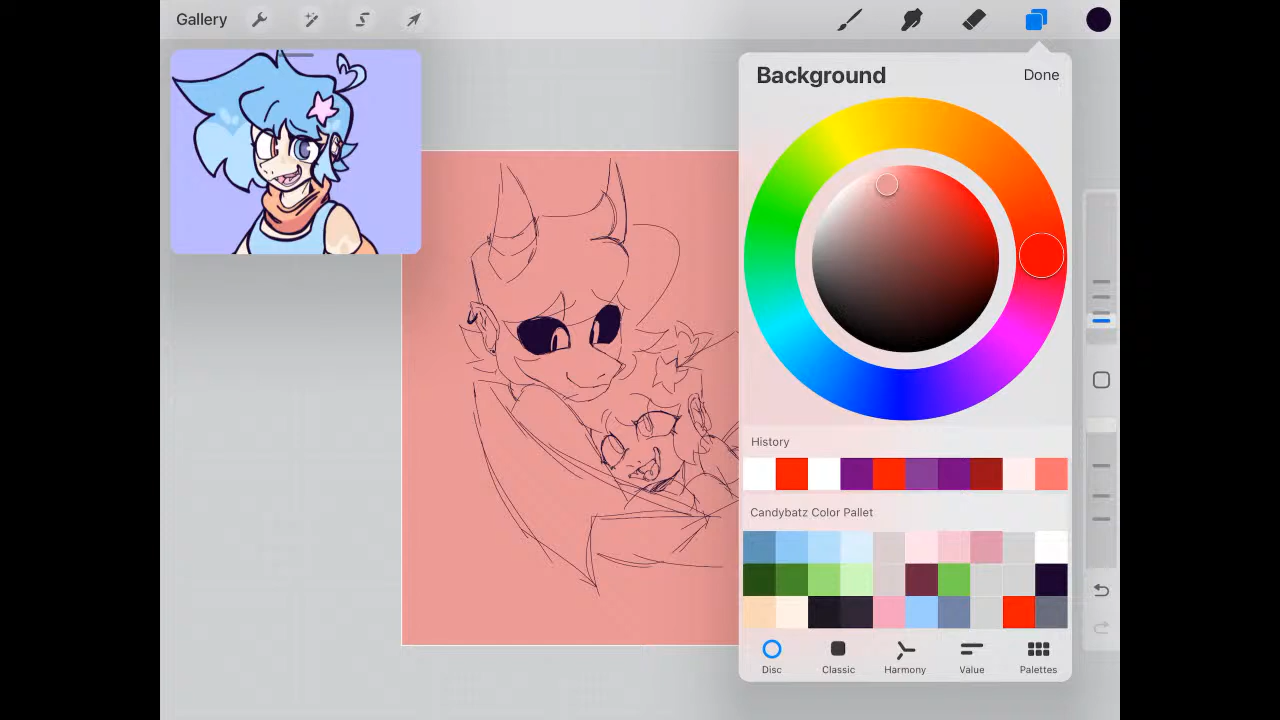 Gallery
Background
Done
History
Candybatz Color Pallet
Disc
Classic
Harmony
Value
Palettes